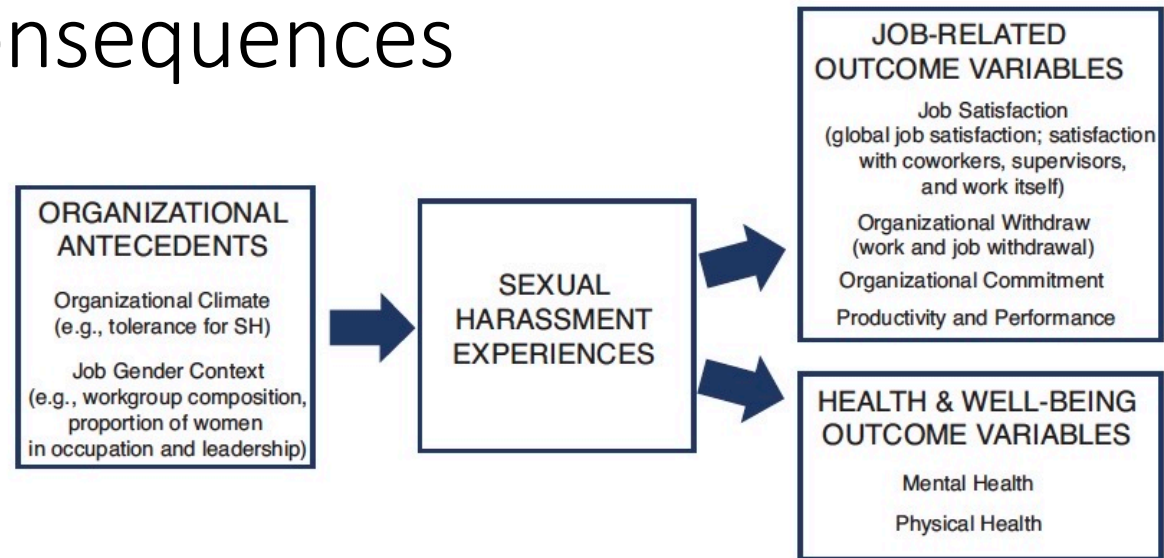 nsequences
ORGANIZATIONAL
ANTECEDENTS
Organizational Climate
(e.g., tolerance for SH)
Job Gender Context
(e.g., workgroup composition,
proportion of women
in occupation and leadership)
SEXUAL
HARASSMENT
EXPERIENCES
JOB-RELATED
OUTCOME VARIABLES
Job Satisfaction
(global job satisfaction; satisfaction
with coworkers, supervisors,
and work itself)
Organizational Withdraw
(work and job withdrawal)
Organizational Commitment
Productivity and Performance
HEALTH & WELL-BEING
OUTCOME VARIABLES
Mental Health
Physical Health